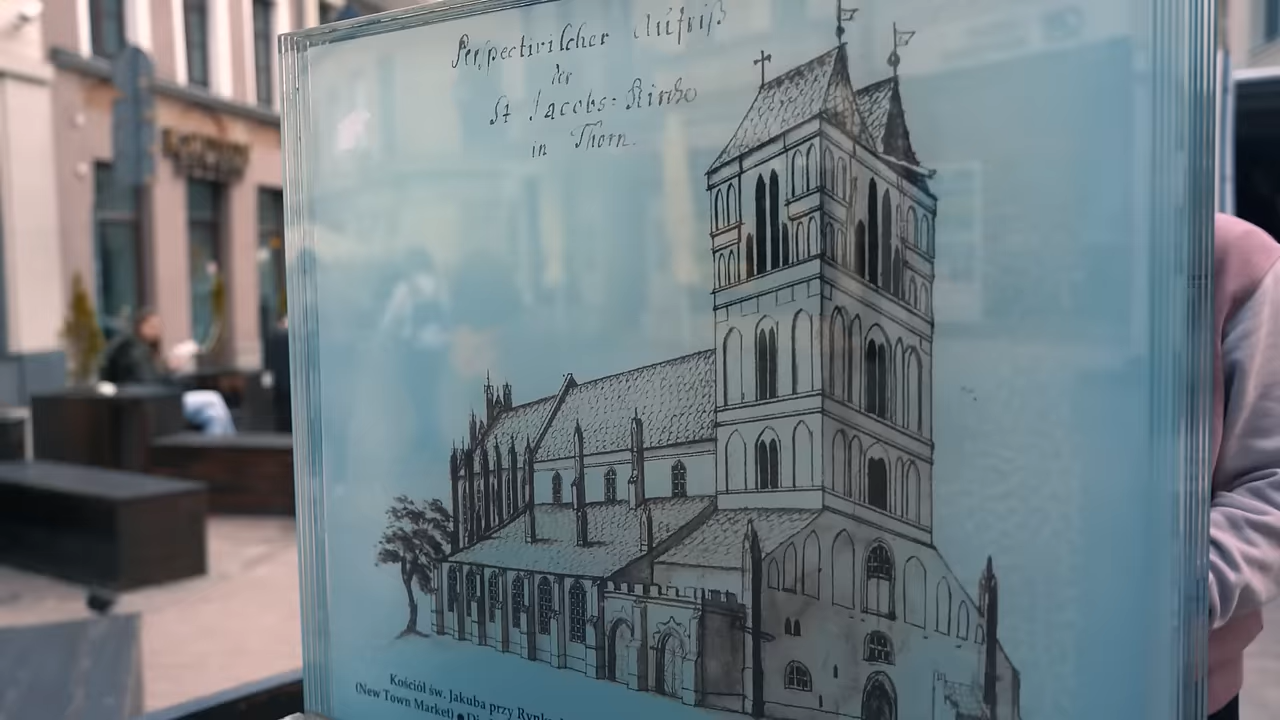 Perspectivischer Aufriß
der
St Jacobs-Kirche
in Thorn.
Kościół św. Jakuba przy Rynku
(New Town Market) ●